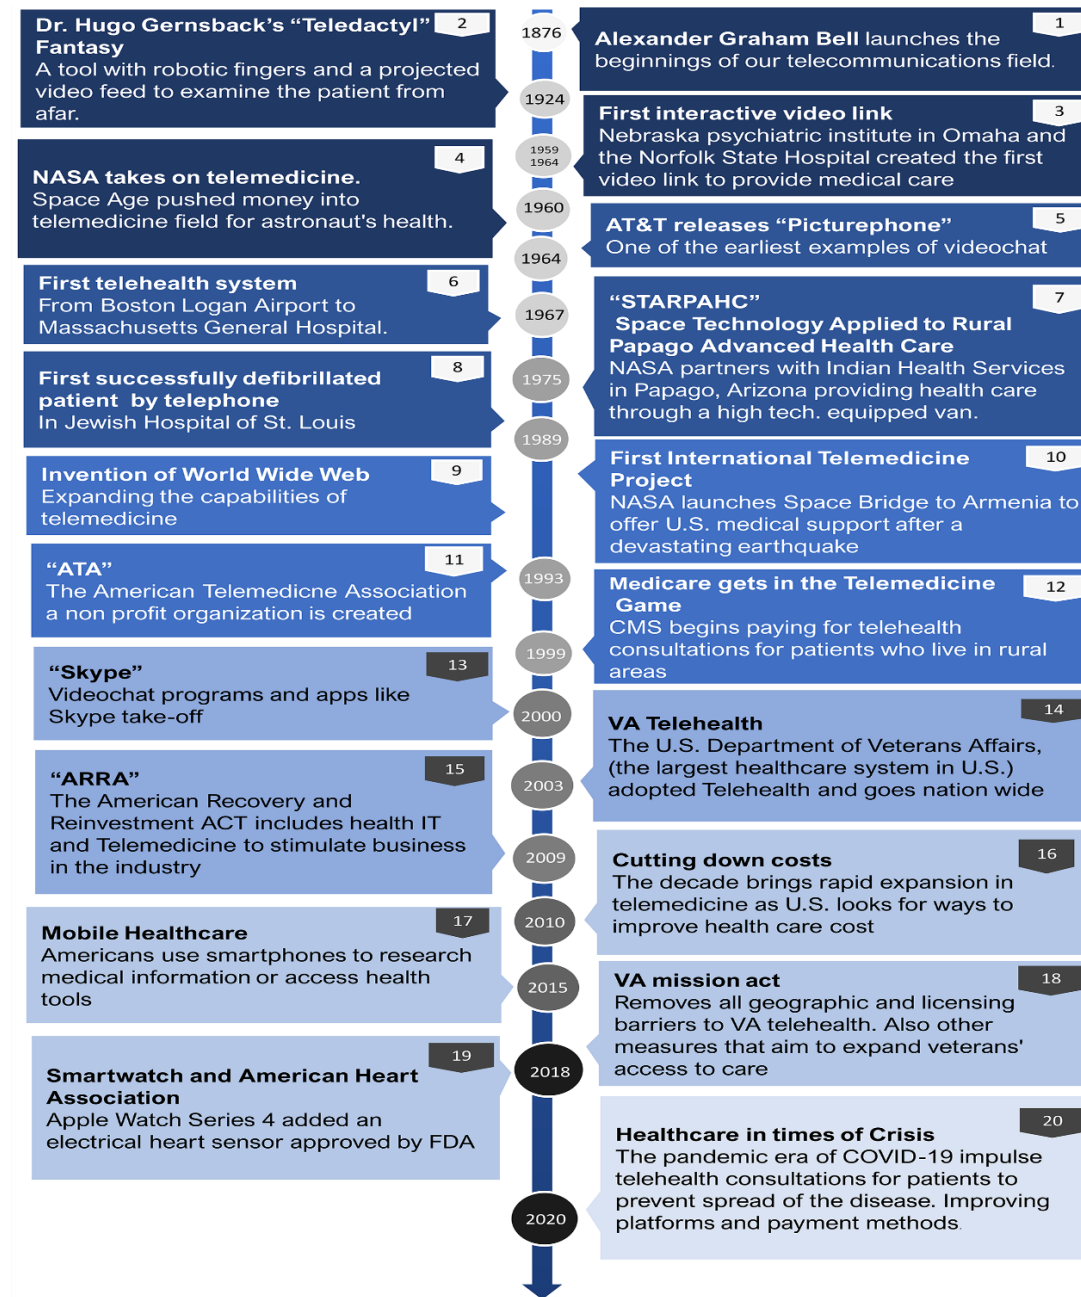 1
1876
Alexander Graham Bell launches the
beginnings of our telecommunications field.
2
Dr. Hugo Gernsback’s “Teledactyl”
Fantasy
A tool with robotic fingers and a projected
video feed to examine the patient from
afar.
1924
3
First interactive video link
Nebraska psychiatric institute in Omaha and
the Norfolk State Hospital created the first
video link to provide medical care
1959
1964
4
NASA takes on telemedicine.
Space Age pushed money into
telemedicine field for astronaut's health.
1960
5
AT&T releases “Picturephone”
One of the earliest examples of videochat
1964
6
First telehealth system
From Boston Logan Airport to
Massachusetts General Hospital.
1967
7
“STARPAHC”
Space Technology Applied to Rural
Papago Advanced Health Care
NASA partners with Indian Health Services
in Papago, Arizona providing health care
through a high tech. equipped van.
1975
8
First successfully defibrillated
patient by telephone
In Jewish Hospital of St. Louis
1989
9
Invention of World Wide Web
Expanding the capabilities of
telemedicine
10
First International Telemedicine
Project
NASA launches Space Bridge to Armenia to
offer U.S. medical support after a
devastating earthquake
11
“ATA”
The American Telemedicne Association
a non profit organization is created
1993
12
Medicare gets in the Telemedicine
Game
CMS begins paying for telehealth
consultations for patients who live in rural
areas
1999
13
“Skype”
Videochat programs and apps like
Skype take-off
2000
14
VA Telehealth
The U.S. Department of Veterans Affairs,
(the largest healthcare system in U.S.)
adopted Telehealth and goes nation wide
2003
15
“ARRA”
The American Recovery and
Reinvestment ACT includes health IT
and Telemedicine to stimulate business
in the industry
2009
16
Cutting down costs
The decade brings rapid expansion in
telemedicine as U.S. looks for ways to
improve health care cost
2010
17
Mobile Healthcare
Americans use smartphones to research
medical information or access health
tools
2015
18
VA mission act
Removes all geographic and licensing
barriers to VA telehealth. Also other
measures that aim to expand veterans'
access to care
2018
19
Smartwatch and American Heart
Association
Apple Watch Series 4 added an
electrical heart sensor approved by FDA
20
Healthcare in times of Crisis
The pandemic era of COVID-19 impulse
telehealth consultations for patients to
prevent spread of the disease. Improving
platforms and payment methods.
2020